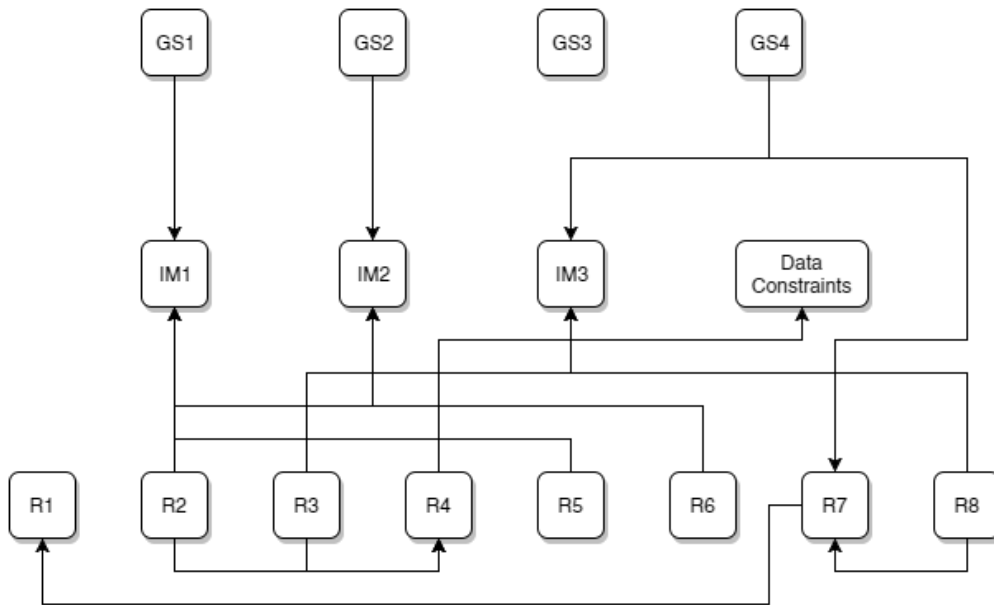 GS1
GS2
GS3
GS4
IM1
IM2
IM3
Data
Constraints
R1
R2
R3
R4
R5
R6
R7
R8